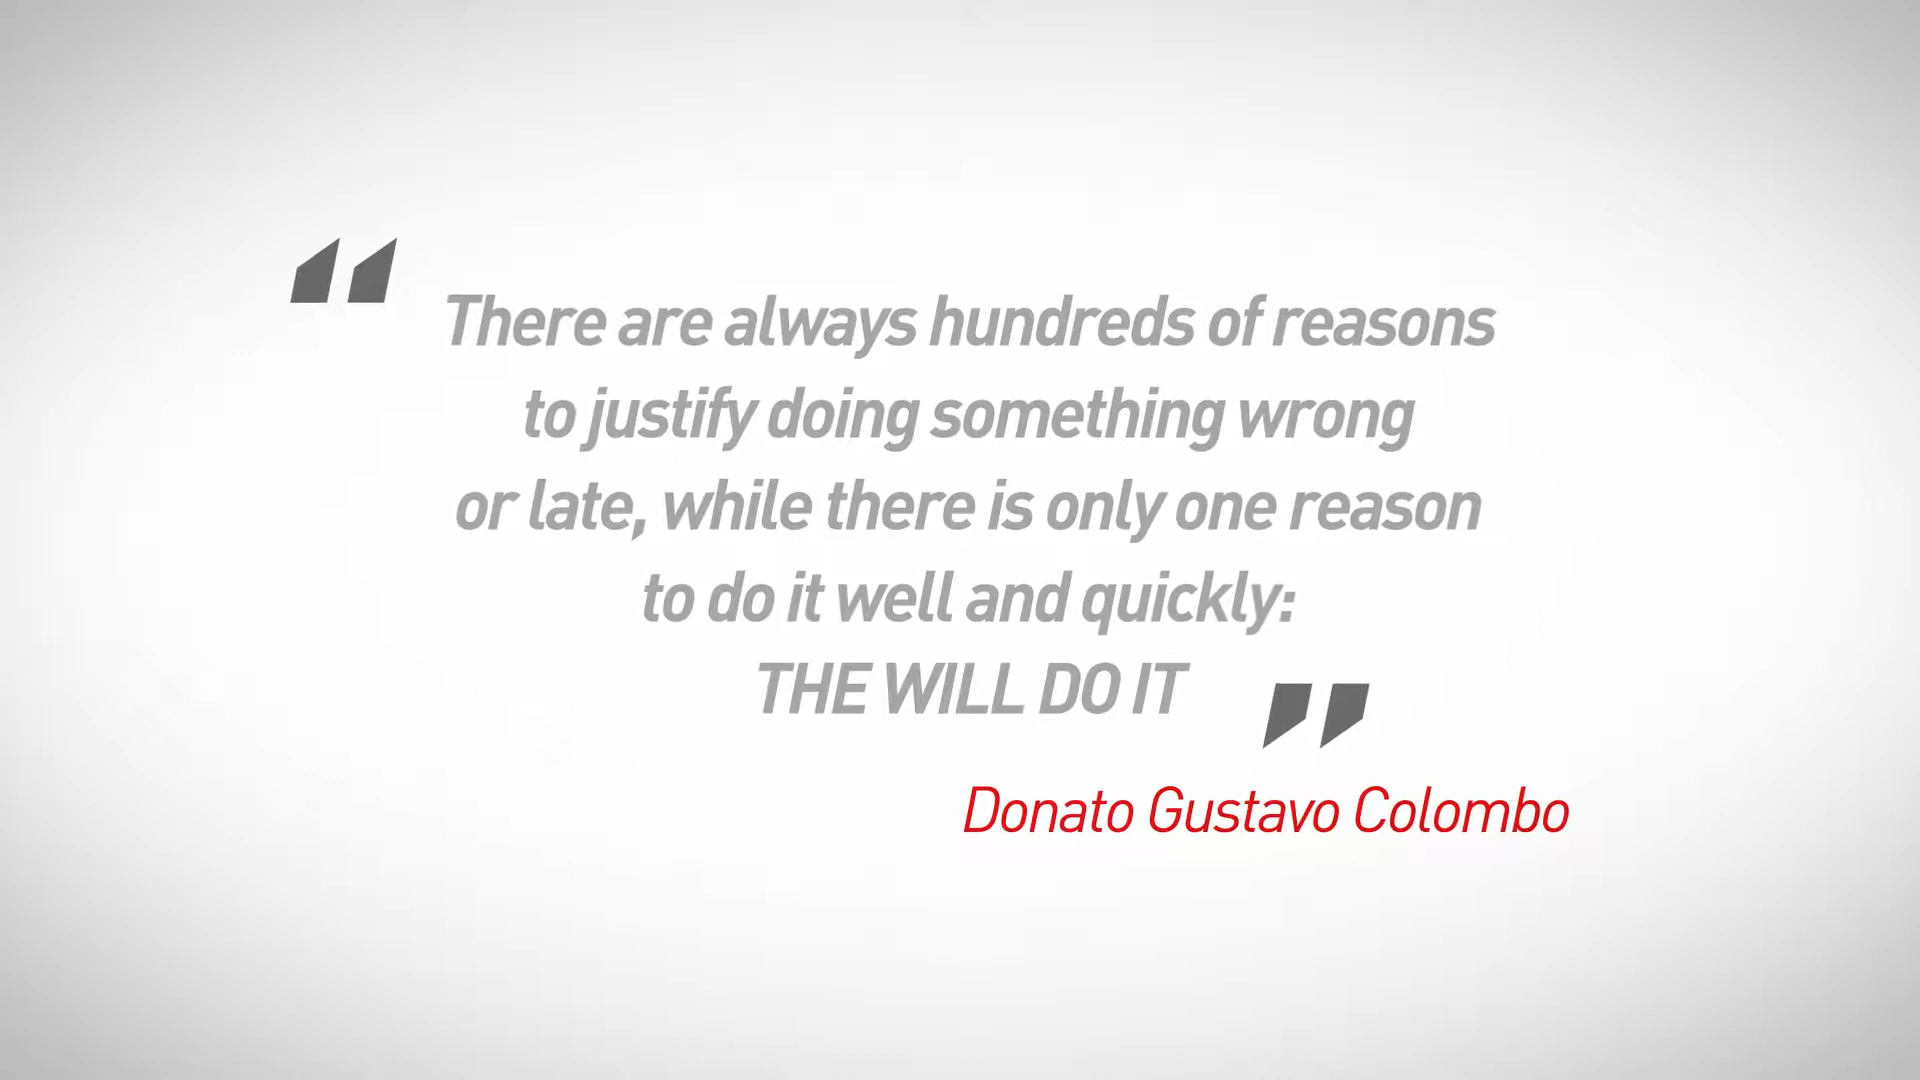 “There are always hundreds of reasons
to justify doing something wrong
or late, while there is only one reason
to do it well and quickly:
THE WILL DO IT”
Donato Gustavo Colombo